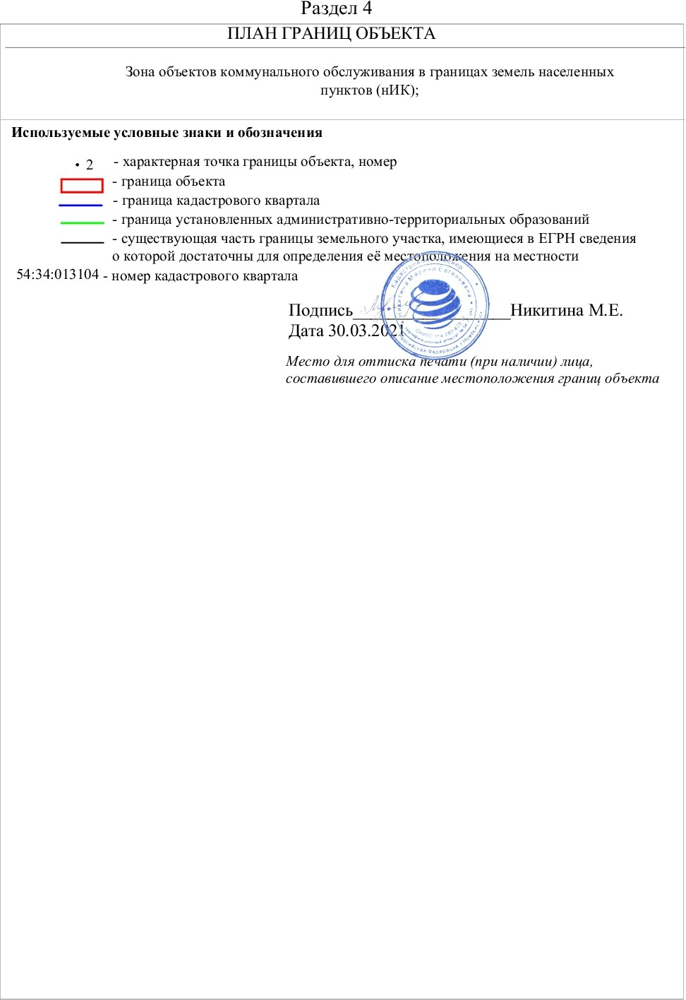 Раздел 4
ПЛАН ГРАНИЦ ОБЪЕКТА
Зона объектов коммунального обслуживания в границах земель населенных
пунктов (нИК);
Используемые условные знаки и обозначения
• 2 - характерная точка границы объекта, номер
- граница объекта
- граница кадастрового квартала
- граница установленных административно-территориальных образований
- существующая часть границы земельного участка, имеющиеся в ЕГРН сведения
о которой достаточны для определения её местоположения на местности
54:34:013104 - номер кадастрового квартала
Кадастровый инженер
Никитина Марина Евгеньевна
Подпись__________________Никитина М.Е.
Дата 30.03.2021
Российская Федерация г.Новосибирск
Место для оттиска печати (при наличии) лица,
составившего описание местоположения границ объекта